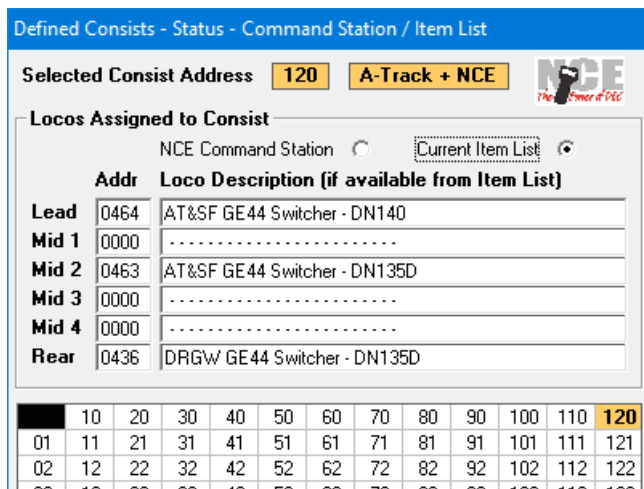 Defined Consists - Status - Command Station / Item List
Selected Consist Address 120 A-Track + NCE
NCE
The Power of DCC
Locos Assigned to Consist
NCE Command Station Current Item List
Addr Loco Description (if available from Item List)
Lead 0464 AT&SF GE44 Switcher - DN140
Mid 1 0000 - - - - - - - - - - - - - - - - - - - - - - - -
Mid 2 0463 AT&SF GE44 Switcher - DN135D
Mid 3 0000 - - - - - - - - - - - - - - - - - - - - - - - -
Mid 4 0000 - - - - - - - - - - - - - - - - - - - - - - - -
Rear 0436 DRGW GE44 Switcher - DN135D
10 20 30 40 50 60 70 80 90 100 110 120
01 11 21 31 41 51 61 71 81 91 101 111 121
02 12 22 32 42 52 62 72 82 92 102 112 122